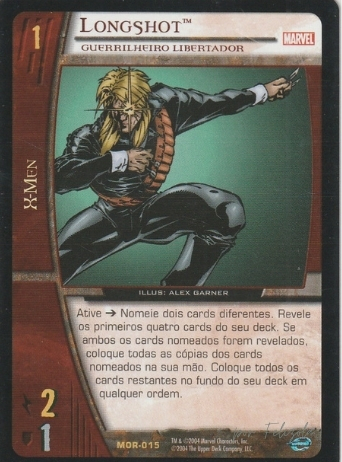 1
LONGSHOT™
GUERRILHEIRO LIBERTADOR
MARVEL
X-MEN
ILLUS: ALEX GARNER
Ative → Nomeie dois cards diferentes. Revele
os primeiros quatro cards do seu deck. Se
ambos os cards nomeados forem revelados,
coloque todas as cópias dos cards
nomeados na sua mão. Coloque todos os
cards restantes no fundo do seu deck em
qualquer ordem.
2
1
MOR-015
TM & ©2004 Marvel Characters, Inc.
©2004 The Upper Deck Company, LLC.